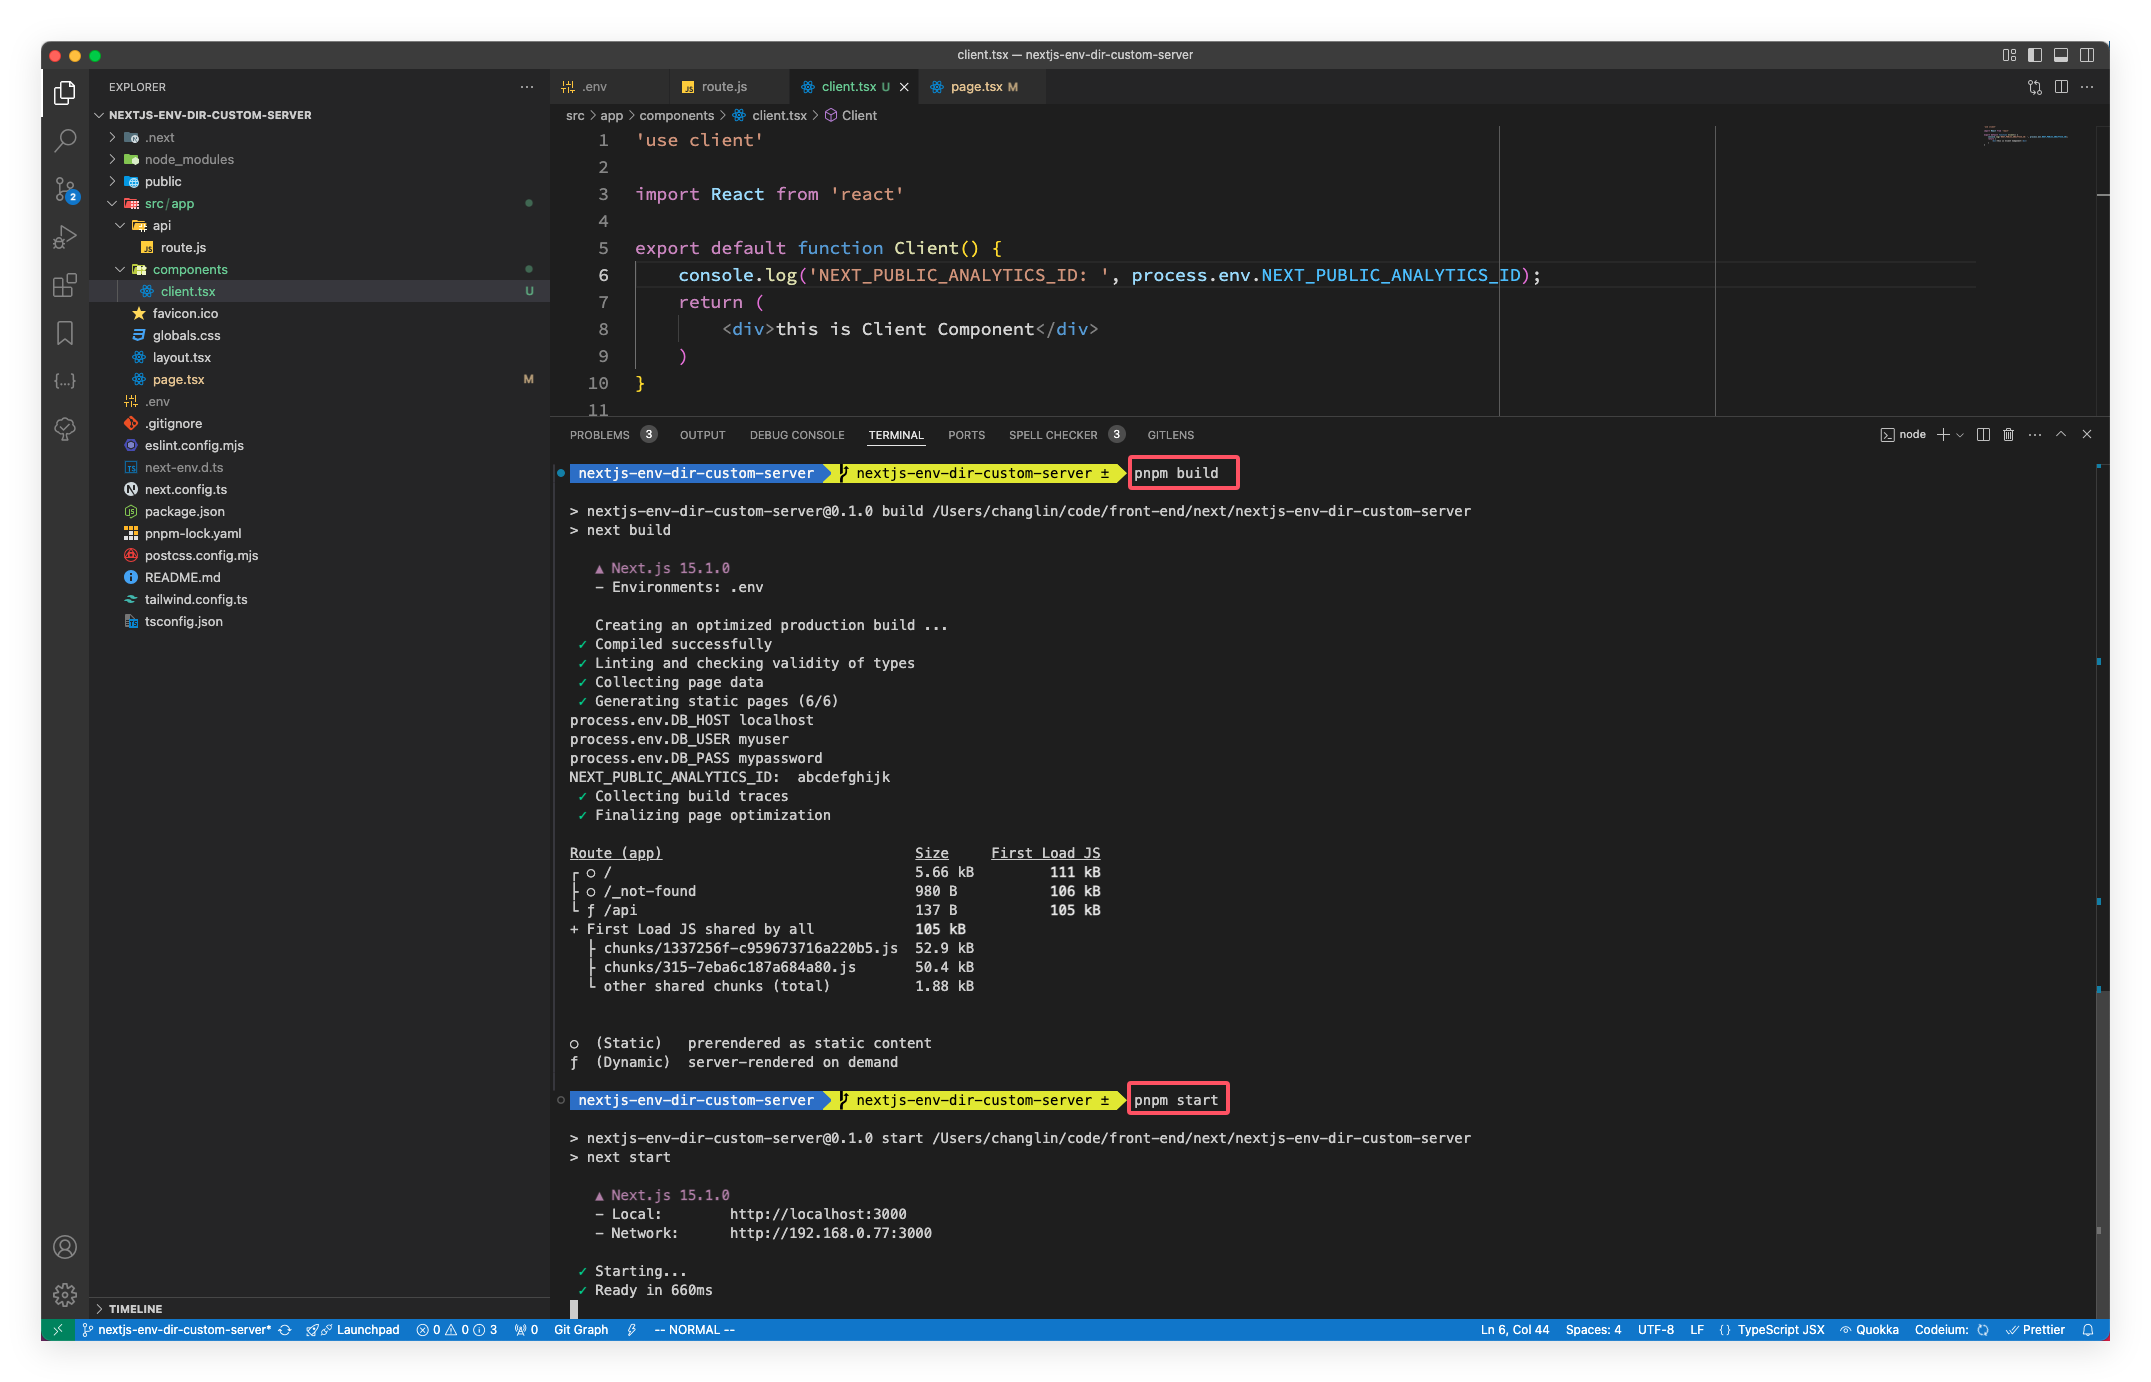 client.tsx — nextjs-env-dir-custom-server
EXPLORER
NEXTJS-ENV-DIR-CUSTOM-SERVER
.next
node_modules
public
src/app
api
route.js
components
client.tsx U
favicon.ico
globals.css
layout.tsx
page.tsx M
.env
.gitignore
eslint.config.mjs
next-env.d.ts
next.config.ts
package.json
pnpm-lock.yaml
postcss.config.mjs
README.md
tailwind.config.ts
tsconfig.json
TIMELINE
.env route.js client.tsx U page.tsx M
src > app > components > client.tsx > Client
1 'use client'
2
3 import React from 'react'
4
5 export default function Client() {
6 console.log('NEXT_PUBLIC_ANALYTICS_ID: ', process.env.NEXT_PUBLIC_ANALYTICS_ID);
7 return (
8 <div>this is Client Component</div>
9 )
10 }
11
PROBLEMS 3 OUTPUT DEBUG CONSOLE TERMINAL PORTS SPELL CHECKER 3 GITLENS node
nextjs-env-dir-custom-server nextjs-env-dir-custom-server ± pnpm build
> nextjs-env-dir-custom-server@0.1.0 build /Users/changlin/code/front-end/next/nextjs-env-dir-custom-server
> next build
▲ Next.js 15.1.0
- Environments: .env
Creating an optimized production build ...
✓ Compiled successfully
✓ Linting and checking validity of types
✓ Collecting page data
✓ Generating static pages (6/6)
process.env.DB_HOST localhost
process.env.DB_USER myuser
process.env.DB_PASS mypassword
NEXT_PUBLIC_ANALYTICS_ID:  abcdefghijk
✓ Collecting build traces
✓ Finalizing page optimization
Route (app) Size First Load JS
┌ ○ / 5.66 kB 111 kB
├ ○ /_not-found 980 B 106 kB
└ ƒ /api 137 B 105 kB
+ First Load JS shared by all 105 kB
├ chunks/1337256f-c959673716a220b5.js 52.9 kB
├ chunks/315-7eba6c187a684a80.js 50.4 kB
└ other shared chunks (total) 1.88 kB
○ (Static) prerendered as static content
ƒ (Dynamic) server-rendered on demand
nextjs-env-dir-custom-server nextjs-env-dir-custom-server ± pnpm start
> nextjs-env-dir-custom-server@0.1.0 start /Users/changlin/code/front-end/next/nextjs-env-dir-custom-server
> next start
▲ Next.js 15.1.0
- Local: http://localhost:3000
- Network: http://192.168.0.77:3000
✓ Starting...
✓ Ready in 660ms
nextjs-env-dir-custom-server* Launchpad 0 0 3 0 Git Graph -- NORMAL -- Ln 6, Col 44 Spaces: 4 UTF-8 LF {} TypeScript JSX Quokka Codeium: Prettier